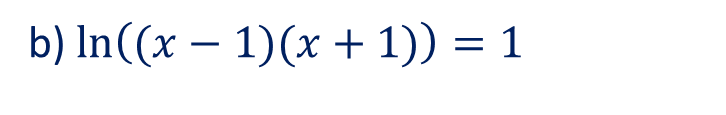 b) ln((x − 1)(x + 1)) = 1